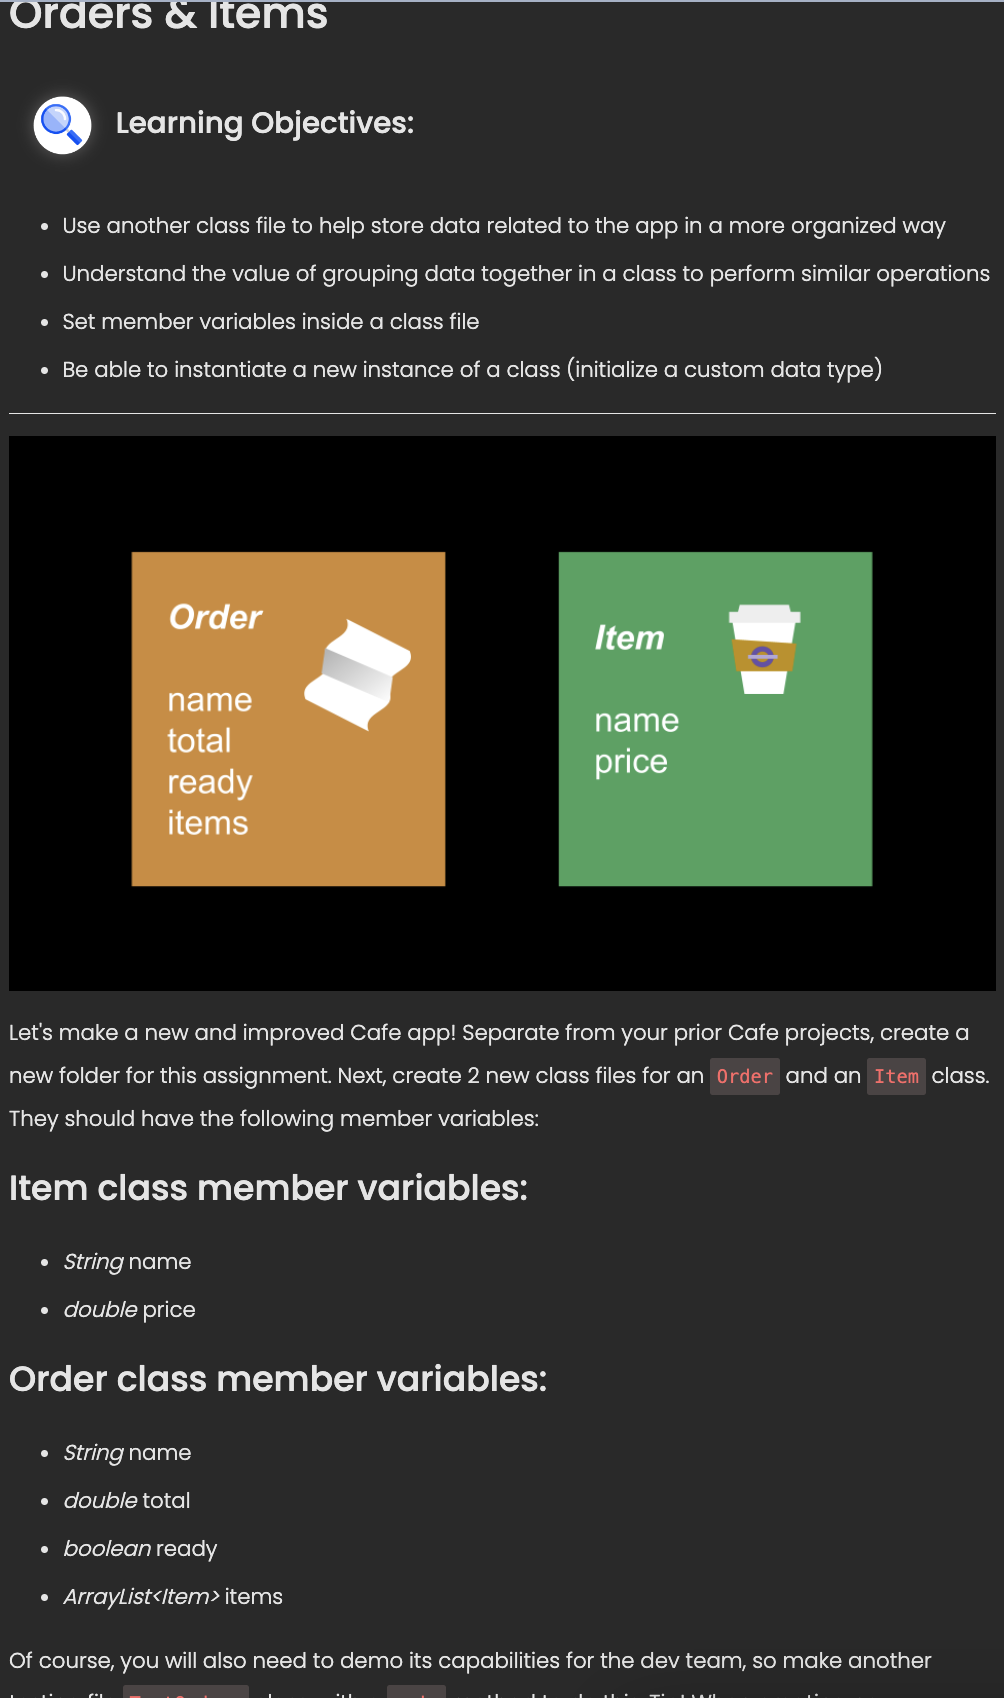 Orders & Items
Learning Objectives:
Use another class file to help store data related to the app in a more organized way
Understand the value of grouping data together in a class to perform similar operations
Set member variables inside a class file
Be able to instantiate a new instance of a class (initialize a custom data type)
Order
name
total
ready
items
Item
name
price
Let's make a new and improved Cafe app! Separate from your prior Cafe projects, create a
new folder for this assignment. Next, create 2 new class files for an Order and an Item class.
They should have the following member variables:
Item class member variables:
String name
double price
Order class member variables:
String name
double total
boolean ready
ArrayList<Item> items
Of course, you will also need to demo its capabilities for the dev team, so make another